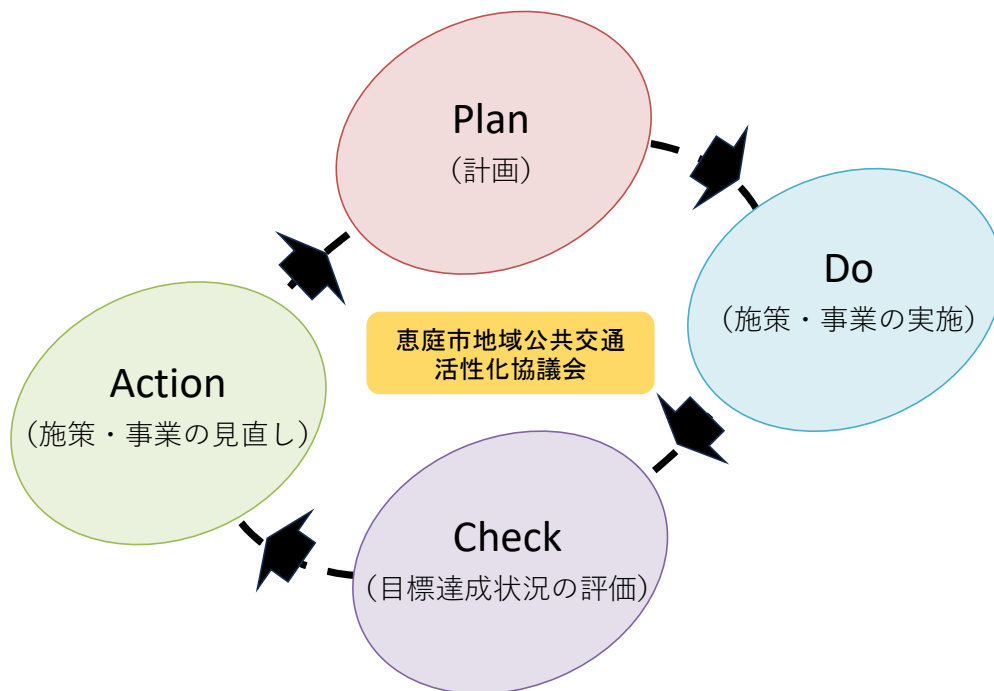 Plan
（計画）
Do
（施策・事業の実施）
恵庭市地域公共交通
活性化協議会
Action
（施策・事業の見直し）
Check
（目標達成状況の評価）